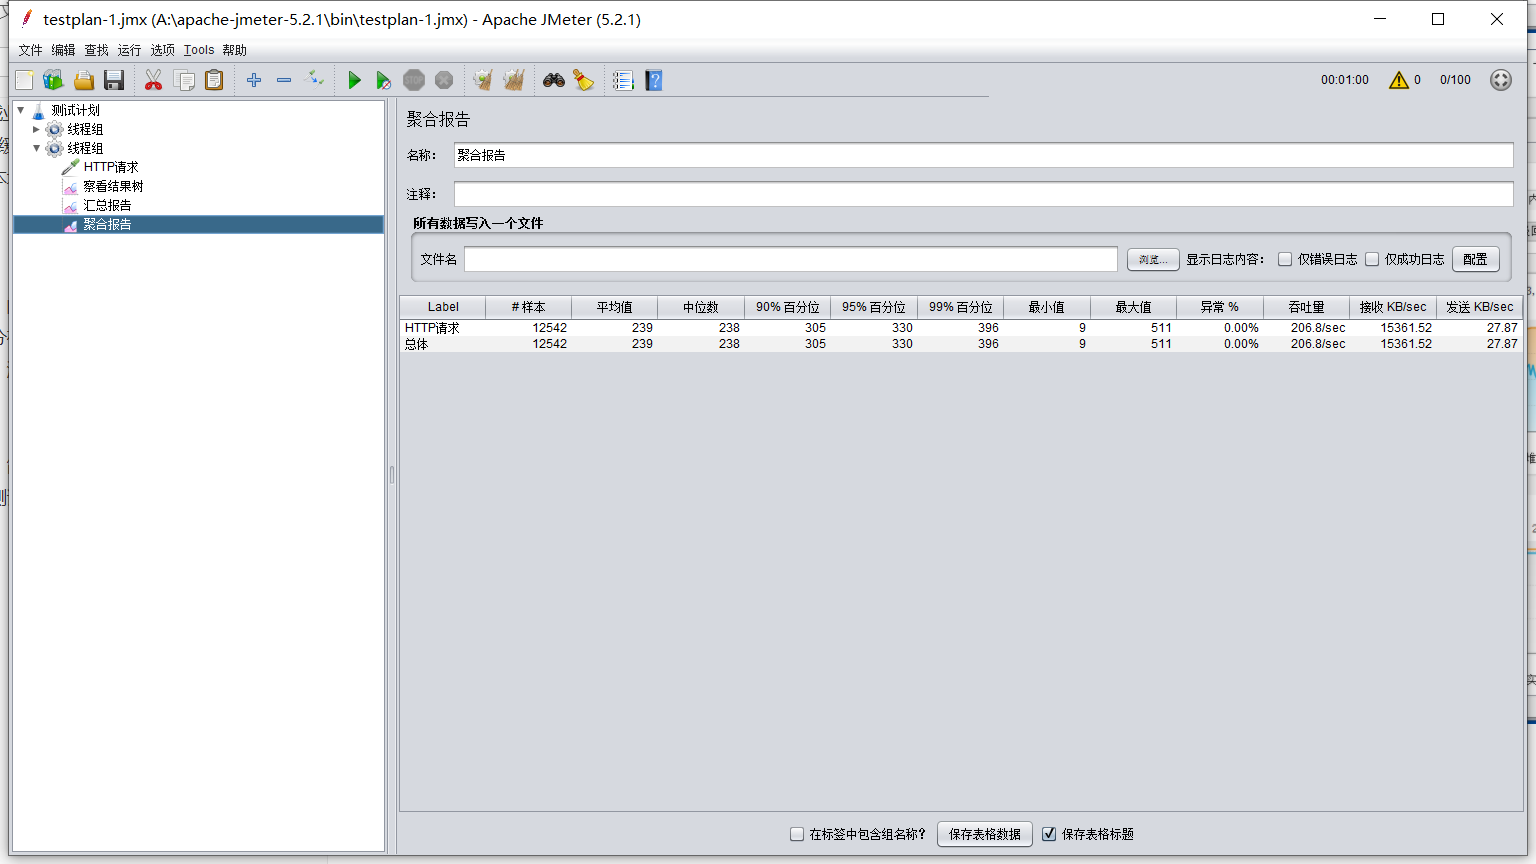 testplan-1.jmx (A:\apache-jmeter-5.2.1\bin\testplan-1.jmx) - Apache JMeter (5.2.1)
文件 编辑 查找 运行 选项 Tools 帮助
STOP 00:01:00 0 0/100
测试计划
线程组
线程组
HTTP请求
察看结果树
汇总报告
聚合报告
聚合报告
名称: 聚合报告
注释:
所有数据写入一个文件
文件名 浏览... 显示日志内容: 仅错误日志 仅成功日志 配置
Label # 样本 平均值 中位数 90% 百分位 95% 百分位 99% 百分位 最小值 最大值 异常 % 吞吐量 接收 KB/sec 发送 KB/sec
HTTP请求 12542 239 238 305 330 396 9 511 0.00% 206.8/sec 15361.52 27.87
总体 12542 239 238 305 330 396 9 511 0.00% 206.8/sec 15361.52 27.87
在标签中包含组名称? 保存表格数据 保存表格标题